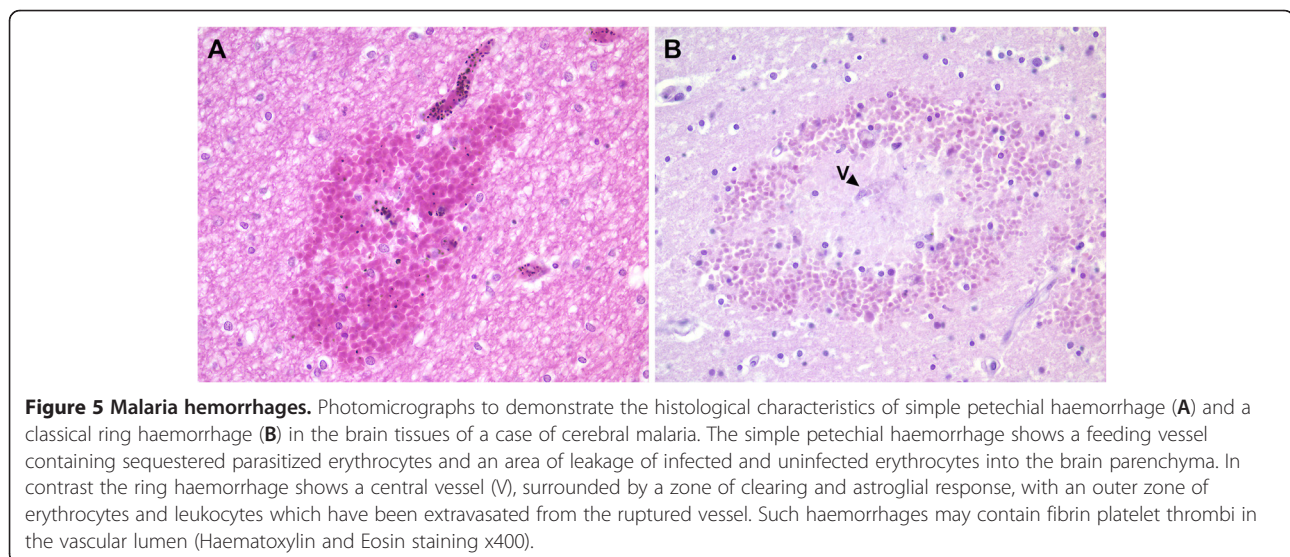 A
B
V
Figure 5 Malaria hemorrhages. Photomicrographs to demonstrate the histological characteristics of simple petechial haemorrhage (A) and a
classical ring haemorrhage (B) in the brain tissues of a case of cerebral malaria. The simple petechial haemorrhage shows a feeding vessel
containing sequestered parasitized erythrocytes and an area of leakage of infected and uninfected erythrocytes into the brain parenchyma. In
contrast the ring haemorrhage shows a central vessel (V), surrounded by a zone of clearing and astroglial response, with an outer zone of
erythrocytes and leukocytes which have been extravasated from the ruptured vessel. Such haemorrhages may contain fibrin platelet thrombi in
the vascular lumen (Haematoxylin and Eosin staining x400).